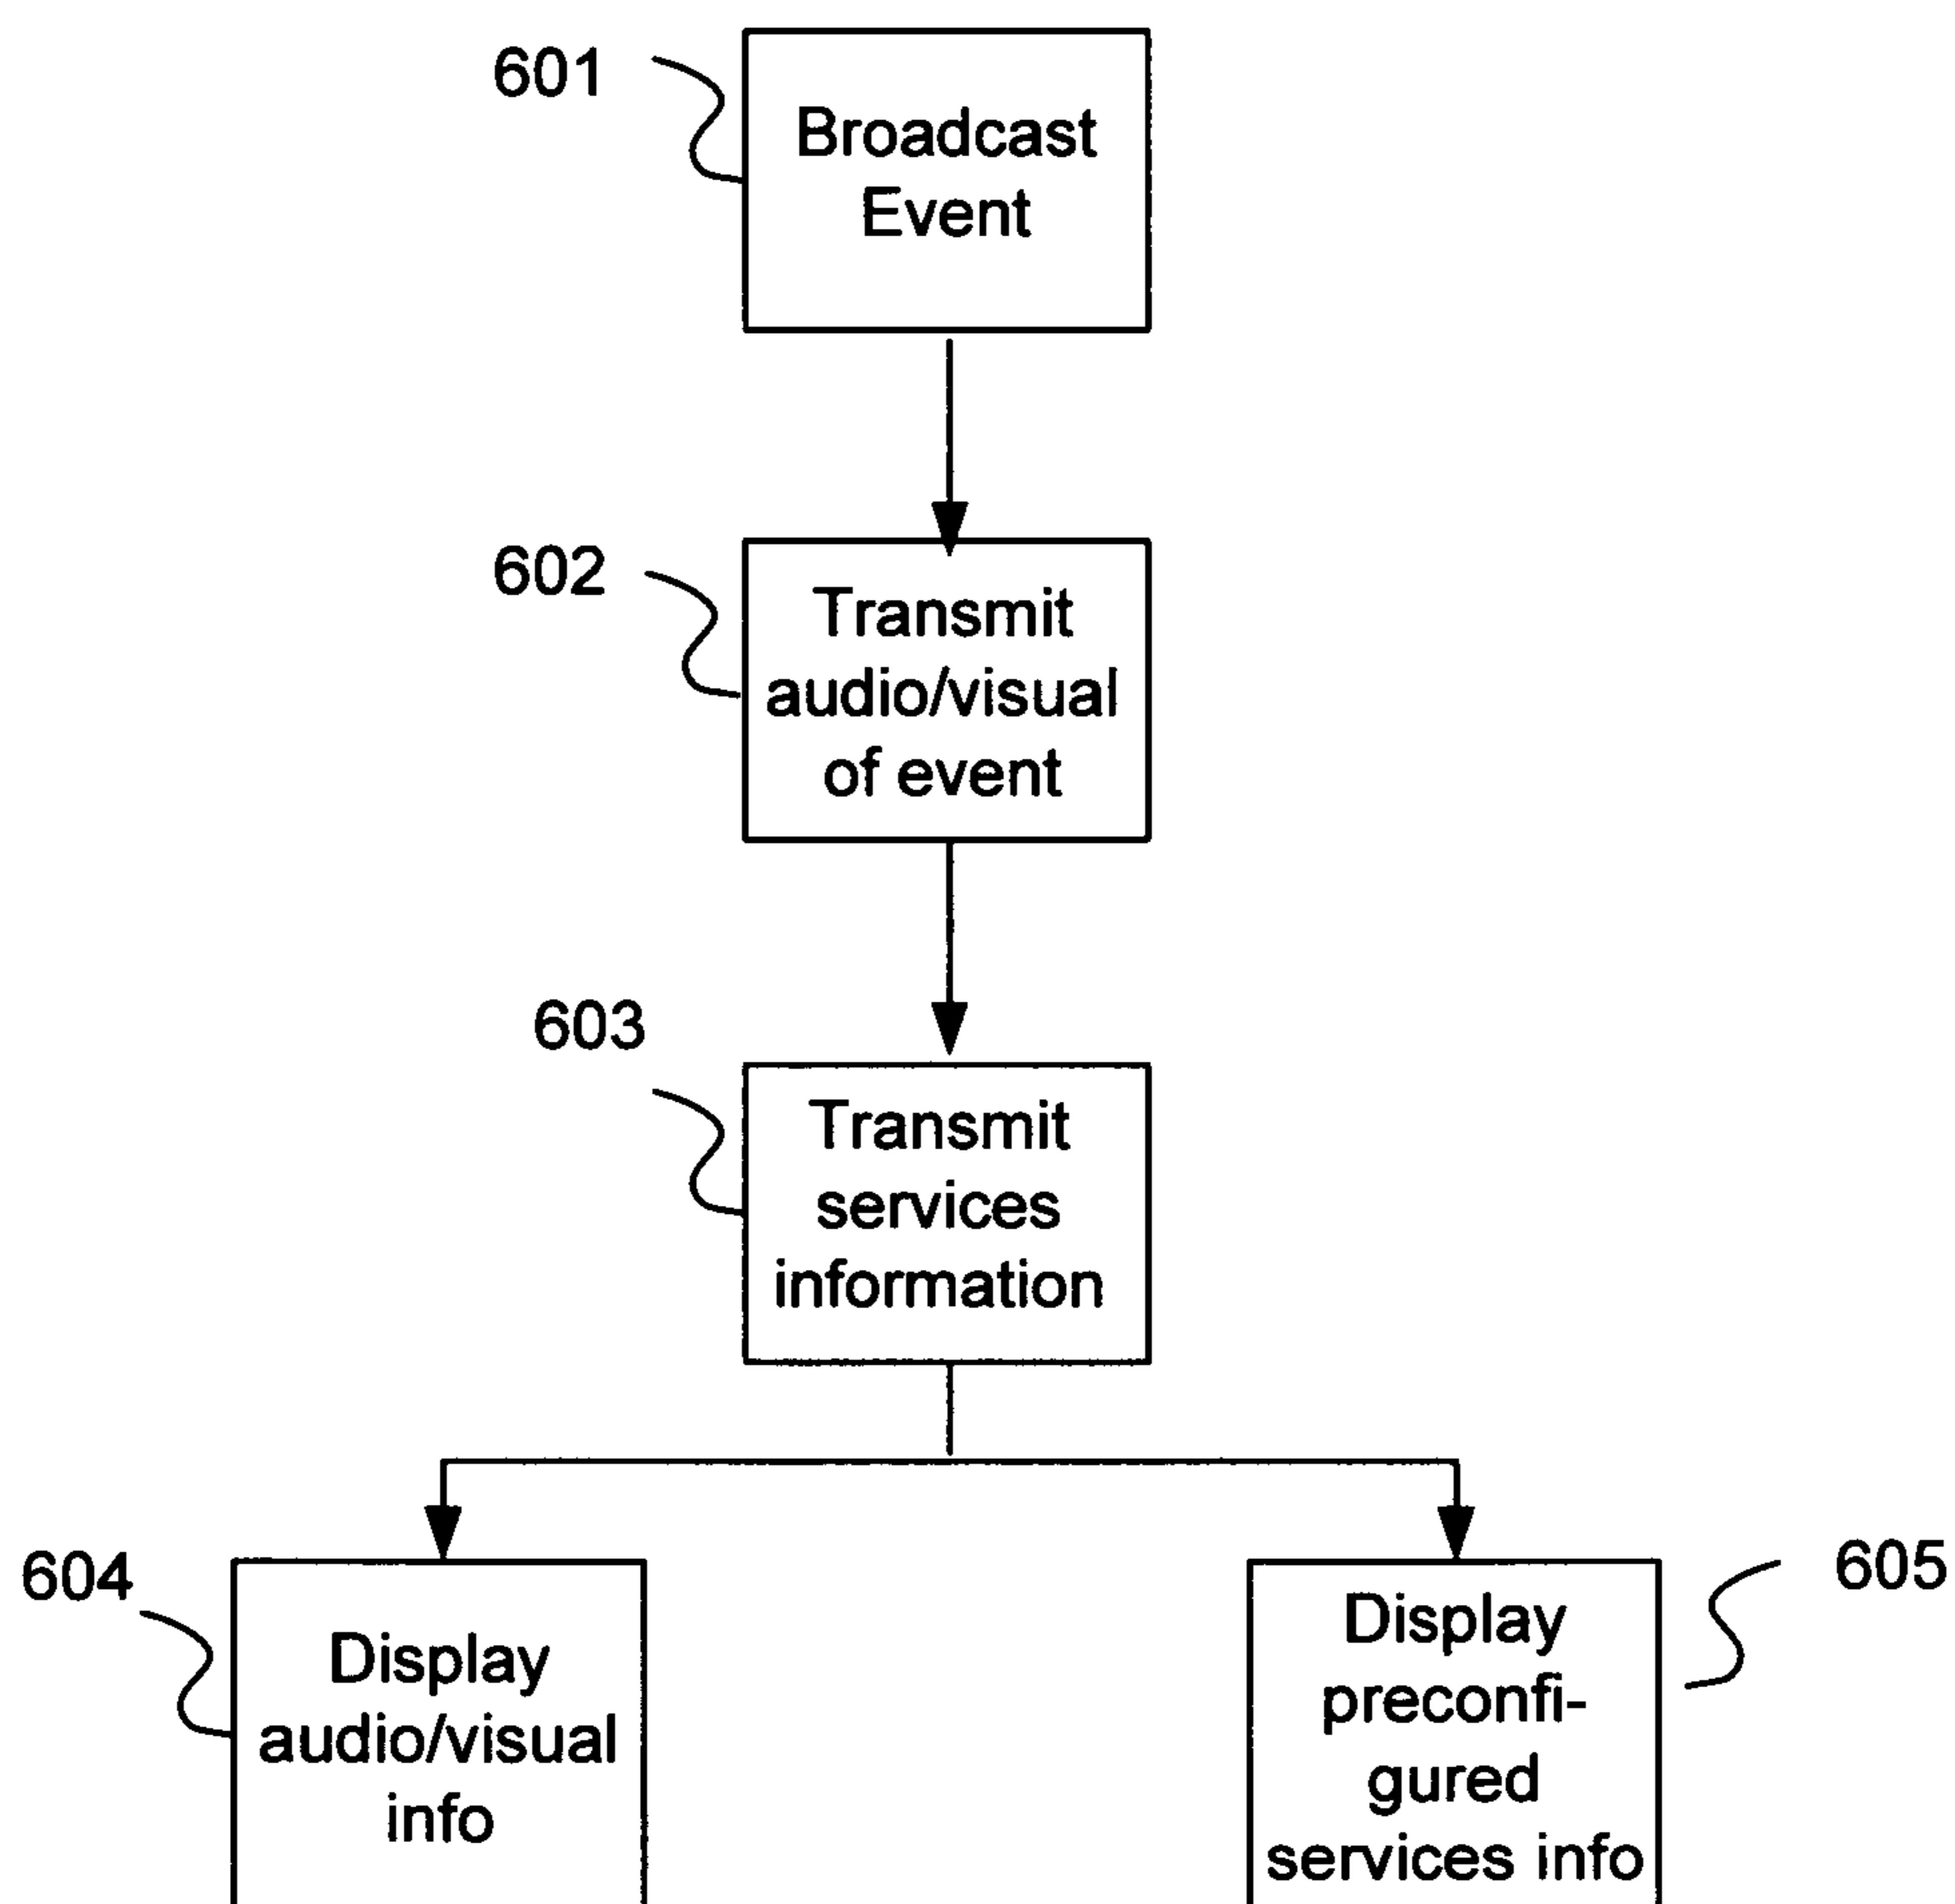 601
Broadcast
Event
602
Transmit
audio/visual
of event
603
Transmit
services
information
604
Display
audio/visual
info
605
Display
preconfi-
gured
services info